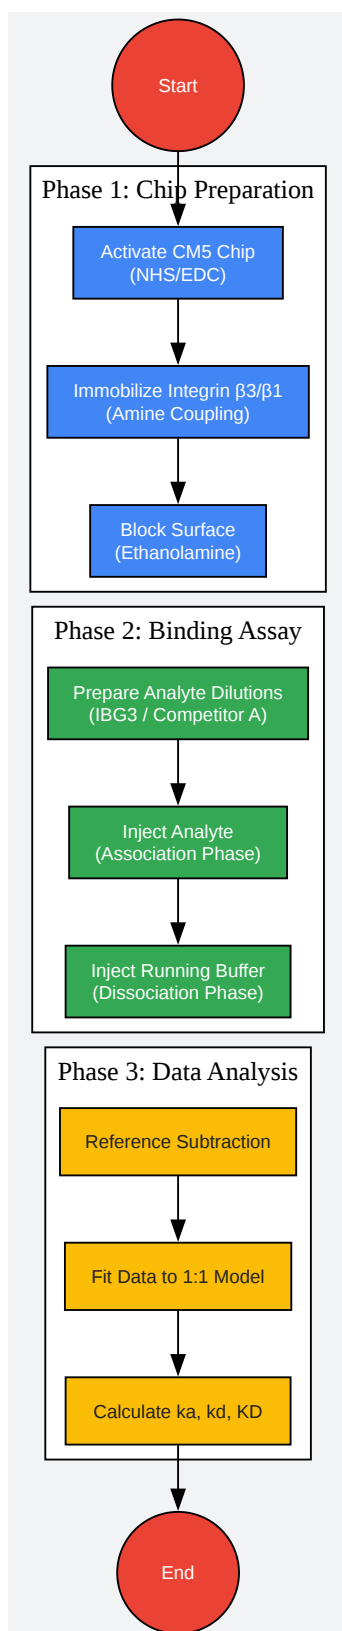 Start
Phase 1: Chip Preparation
Activate CM5 Chip
(NHS/EDC)
Immobilize Integrin β3/β1
(Amine Coupling)
Block Surface
(Ethanolamine)
Phase 2: Binding Assay
Prepare Analyte Dilutions
(IBG3 / Competitor A)
Inject Analyte
(Association Phase)
Inject Running Buffer
(Dissociation Phase)
Phase 3: Data Analysis
Reference Subtraction
Fit Data to 1:1 Model
Calculate ka, kd, KD
End